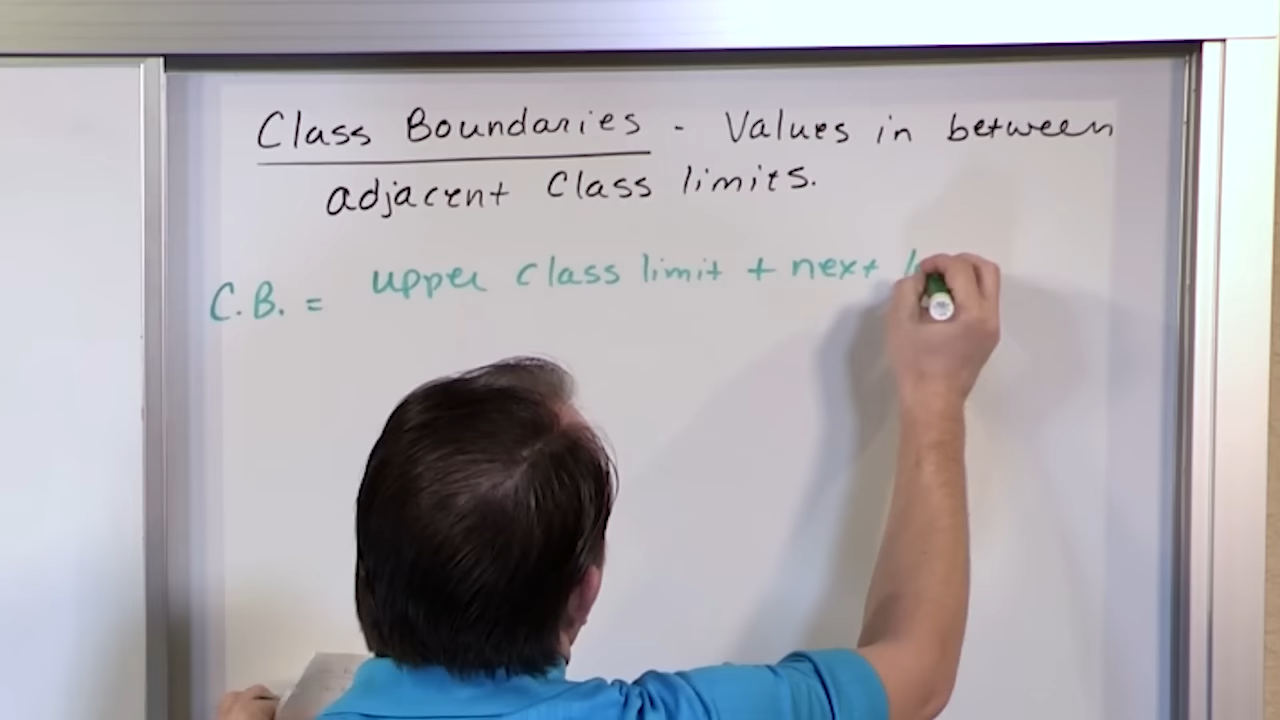 Class Boundaries - Values in between
adjacent Class limits.
C.B. = upper class limit + next